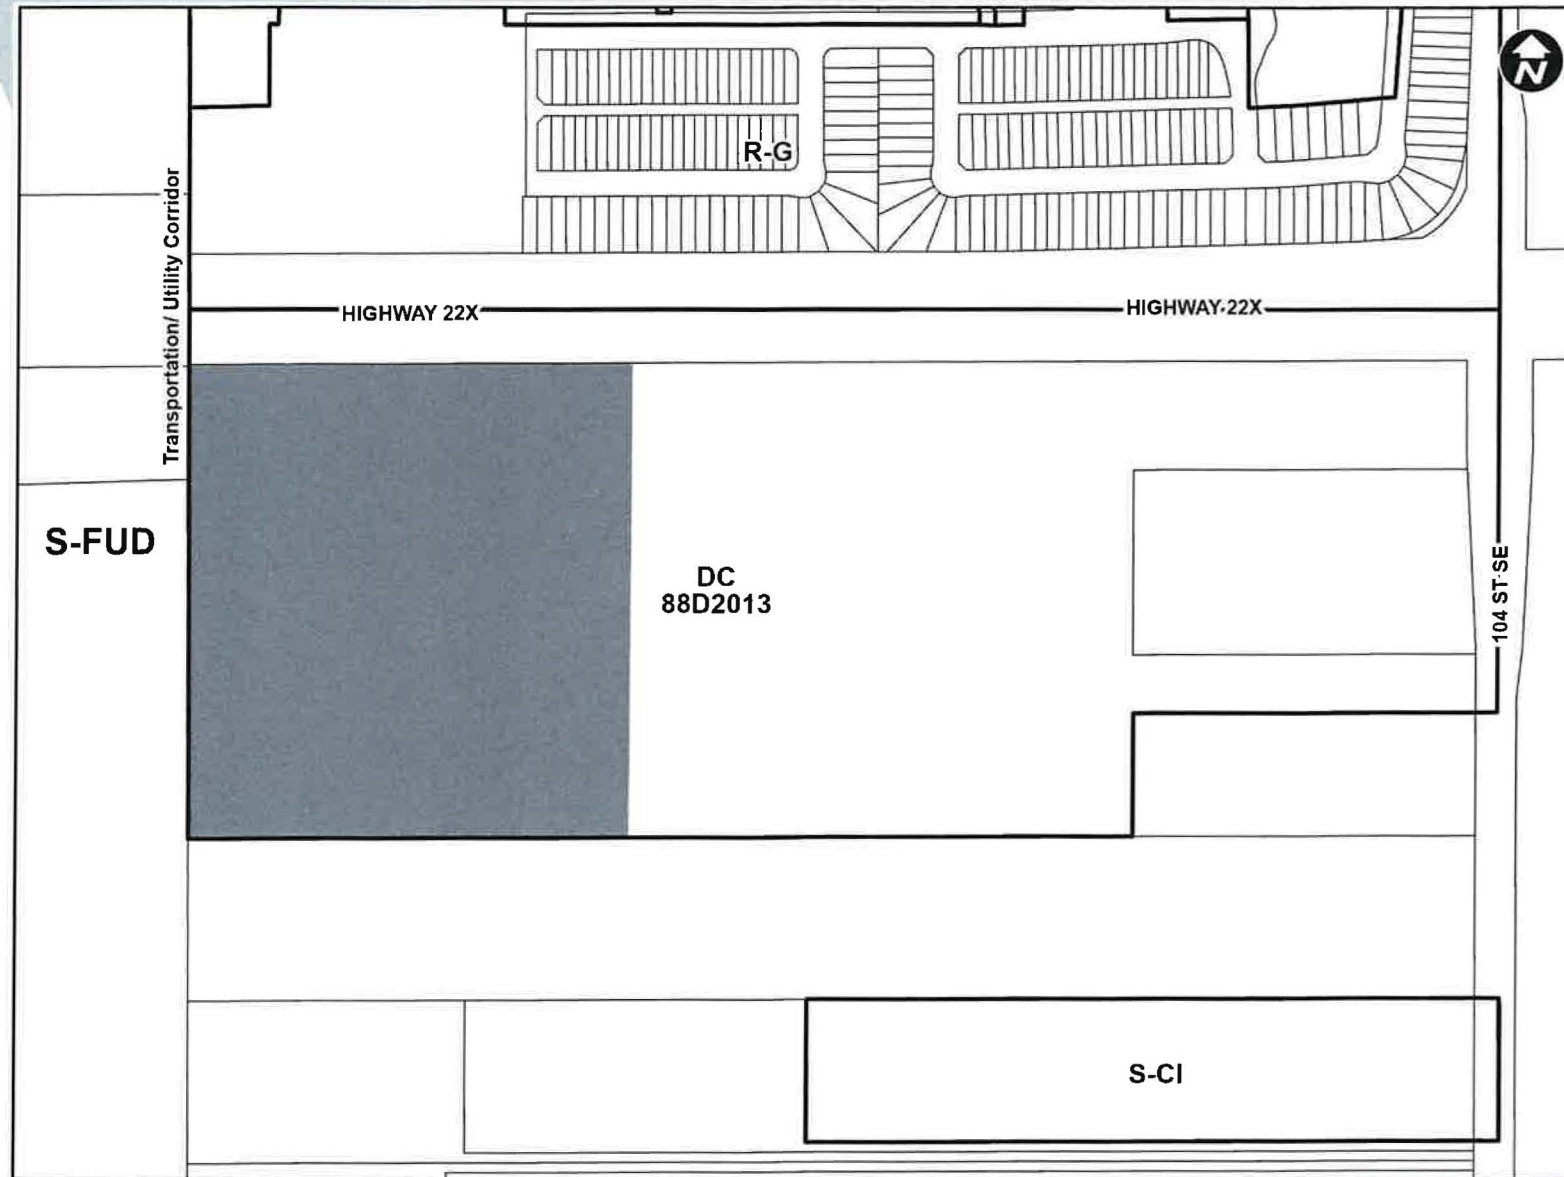 N
R-G
Transportation/ Utility Corridor
HIGHWAY 22X
HIGHWAY 22X
S-FUD
DC
88D2013
104 ST SE
S-CI